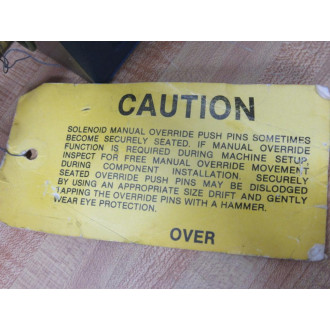 CAUTION
SOLENOID MANUAL OVERRIDE PUSH PINS SOMETIMES
BECOME SECURELY SEATED. IF MANUAL OVERRIDE
FUNCTION IS REQUIRED DURING MACHINE SETUP,
INSPECT FOR FREE MANUAL OVERRIDE MOVEMENT
DURING COMPONENT INSTALLATION. SECURELY
SEATED OVERRIDE PUSH PINS MAY BE DISLODGED
BY USING AN APPROPRIATE SIZE DRIFT AND GENTLY
TAPPING THE OVERRIDE PINS WITH A HAMMER.
WEAR EYE PROTECTION.
OVER